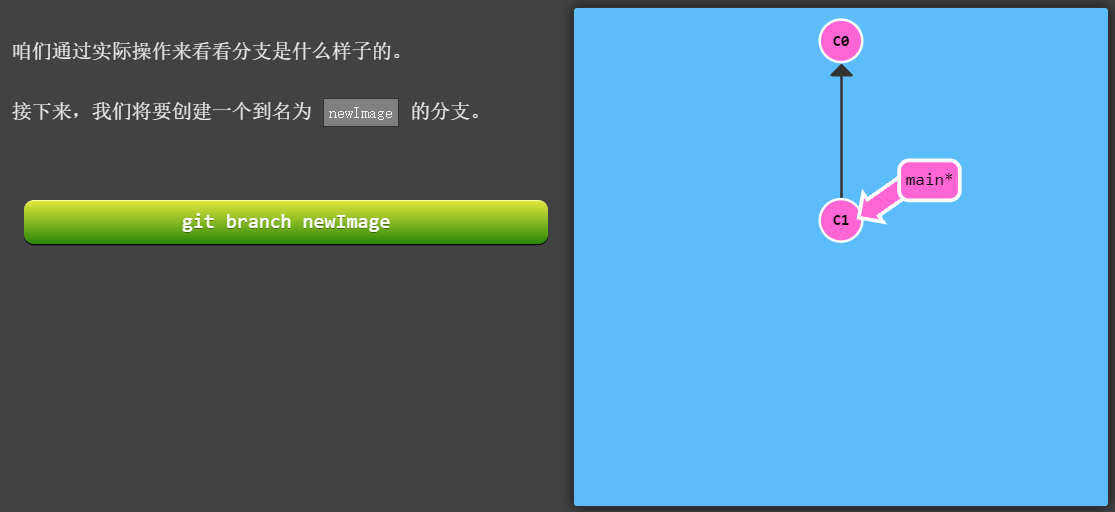 咱们通过实际操作来看看分支是什么样子的。
接下来，我们将要创建一个到名为 newImage 的分支。
git branch newImage
C0
main*
C1